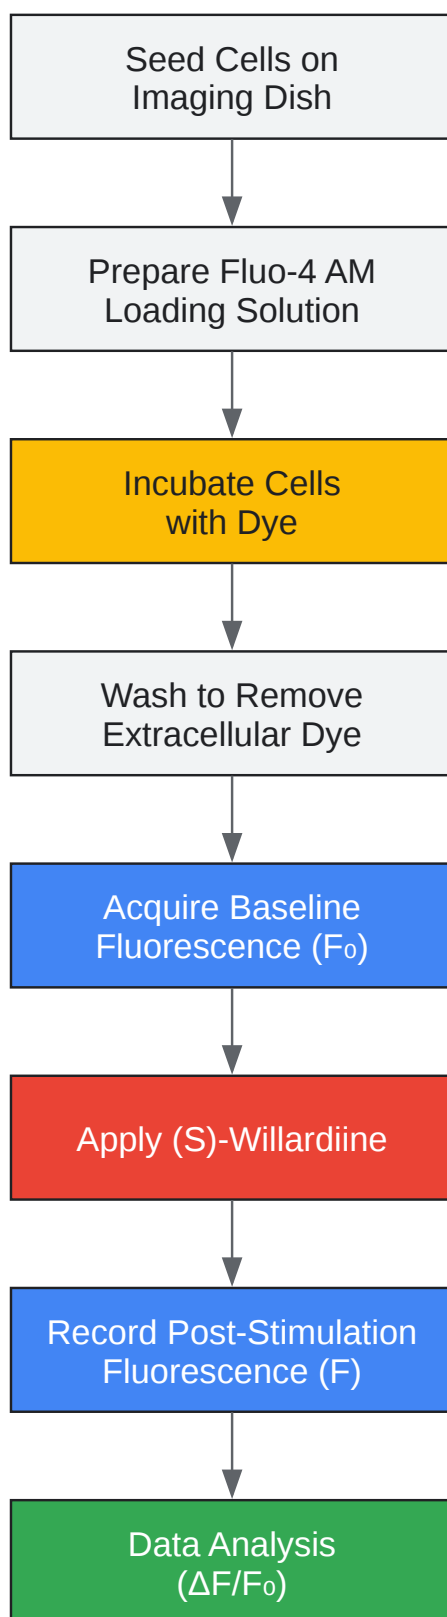 Seed Cells on
Imaging Dish
Prepare Fluo-4 AM
Loading Solution
Incubate Cells
with Dye
Wash to Remove
Extracellular Dye
Acquire Baseline
Fluorescence (F₀)
Apply (S)-Willardiine
Record Post-Stimulation
Fluorescence (F)
Data Analysis
(ΔF/F₀)